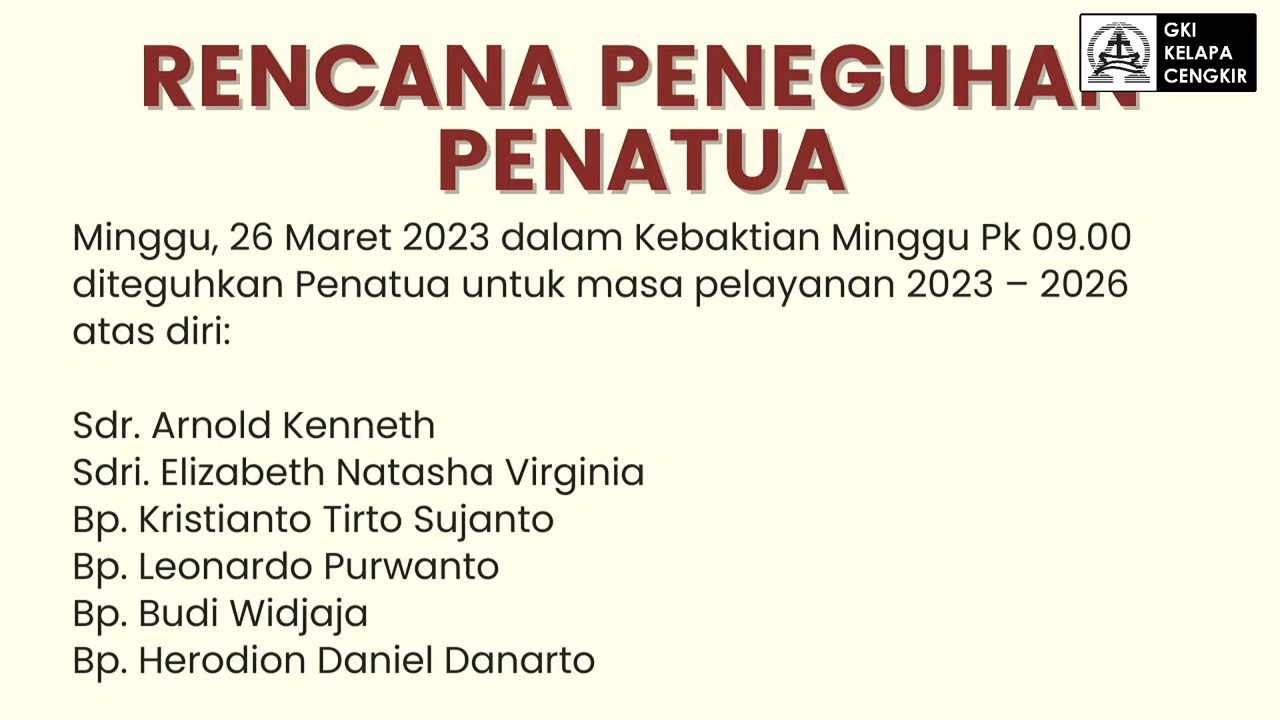 RENCANA PENEGUHAN
PENATUA
GKI
KELAPA
CENGKIR
Minggu, 26 Maret 2023 dalam Kebaktian Minggu Pk 09.00
diteguhkan Penatua untuk masa pelayanan 2023 – 2026
atas diri:
Sdr. Arnold Kenneth
Sdri. Elizabeth Natasha Virginia
Bp. Kristianto Tirto Sujanto
Bp. Leonardo Purwanto
Bp. Budi Widjaja
Bp. Herodion Daniel Danarto